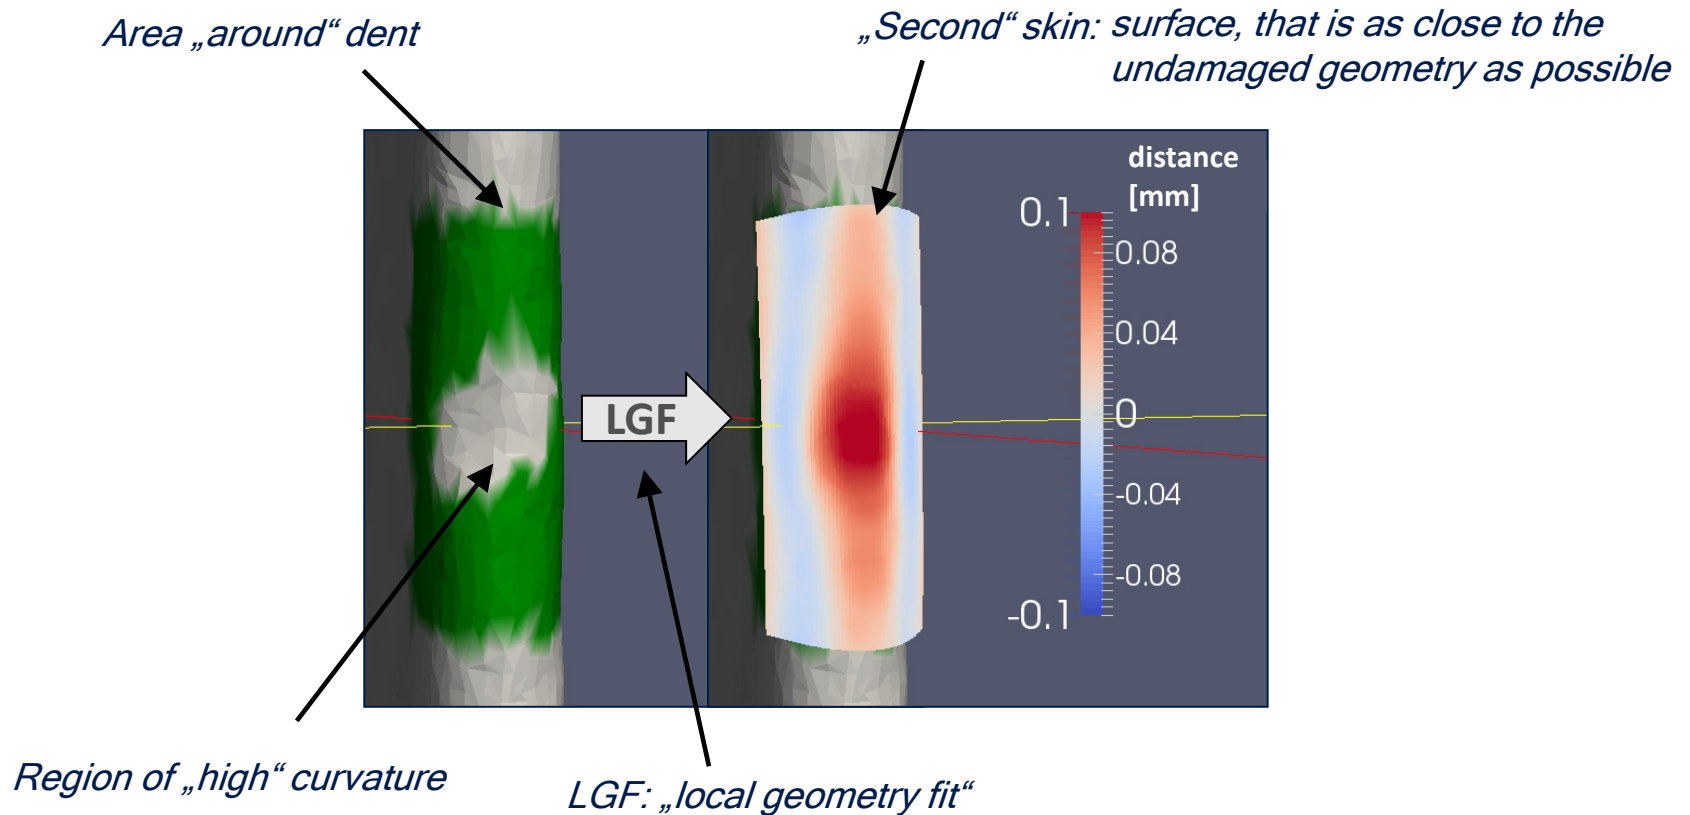 Area „around“ dent
„Second“ skin: surface, that is as close to the
undamaged geometry as possible
distance
[mm]
0.1
0.08
0.04
0
-0.04
-0.08
-0.1
LGF
Region of „high“ curvature
LGF: „local geometry fit“